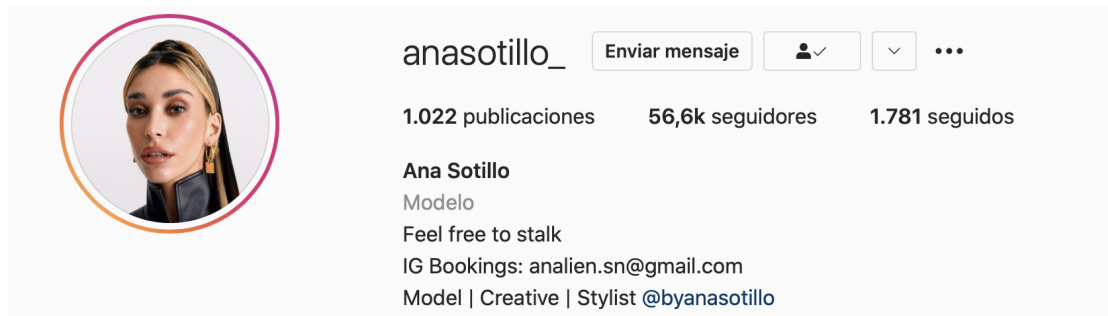 anasotillo_ Enviar mensaje
1.022 publicaciones 56,6k seguidores 1.781 seguidos
Ana Sotillo
Modelo
Feel free to stalk
IG Bookings: analien.sn@gmail.com
Model | Creative | Stylist @byanasotillo